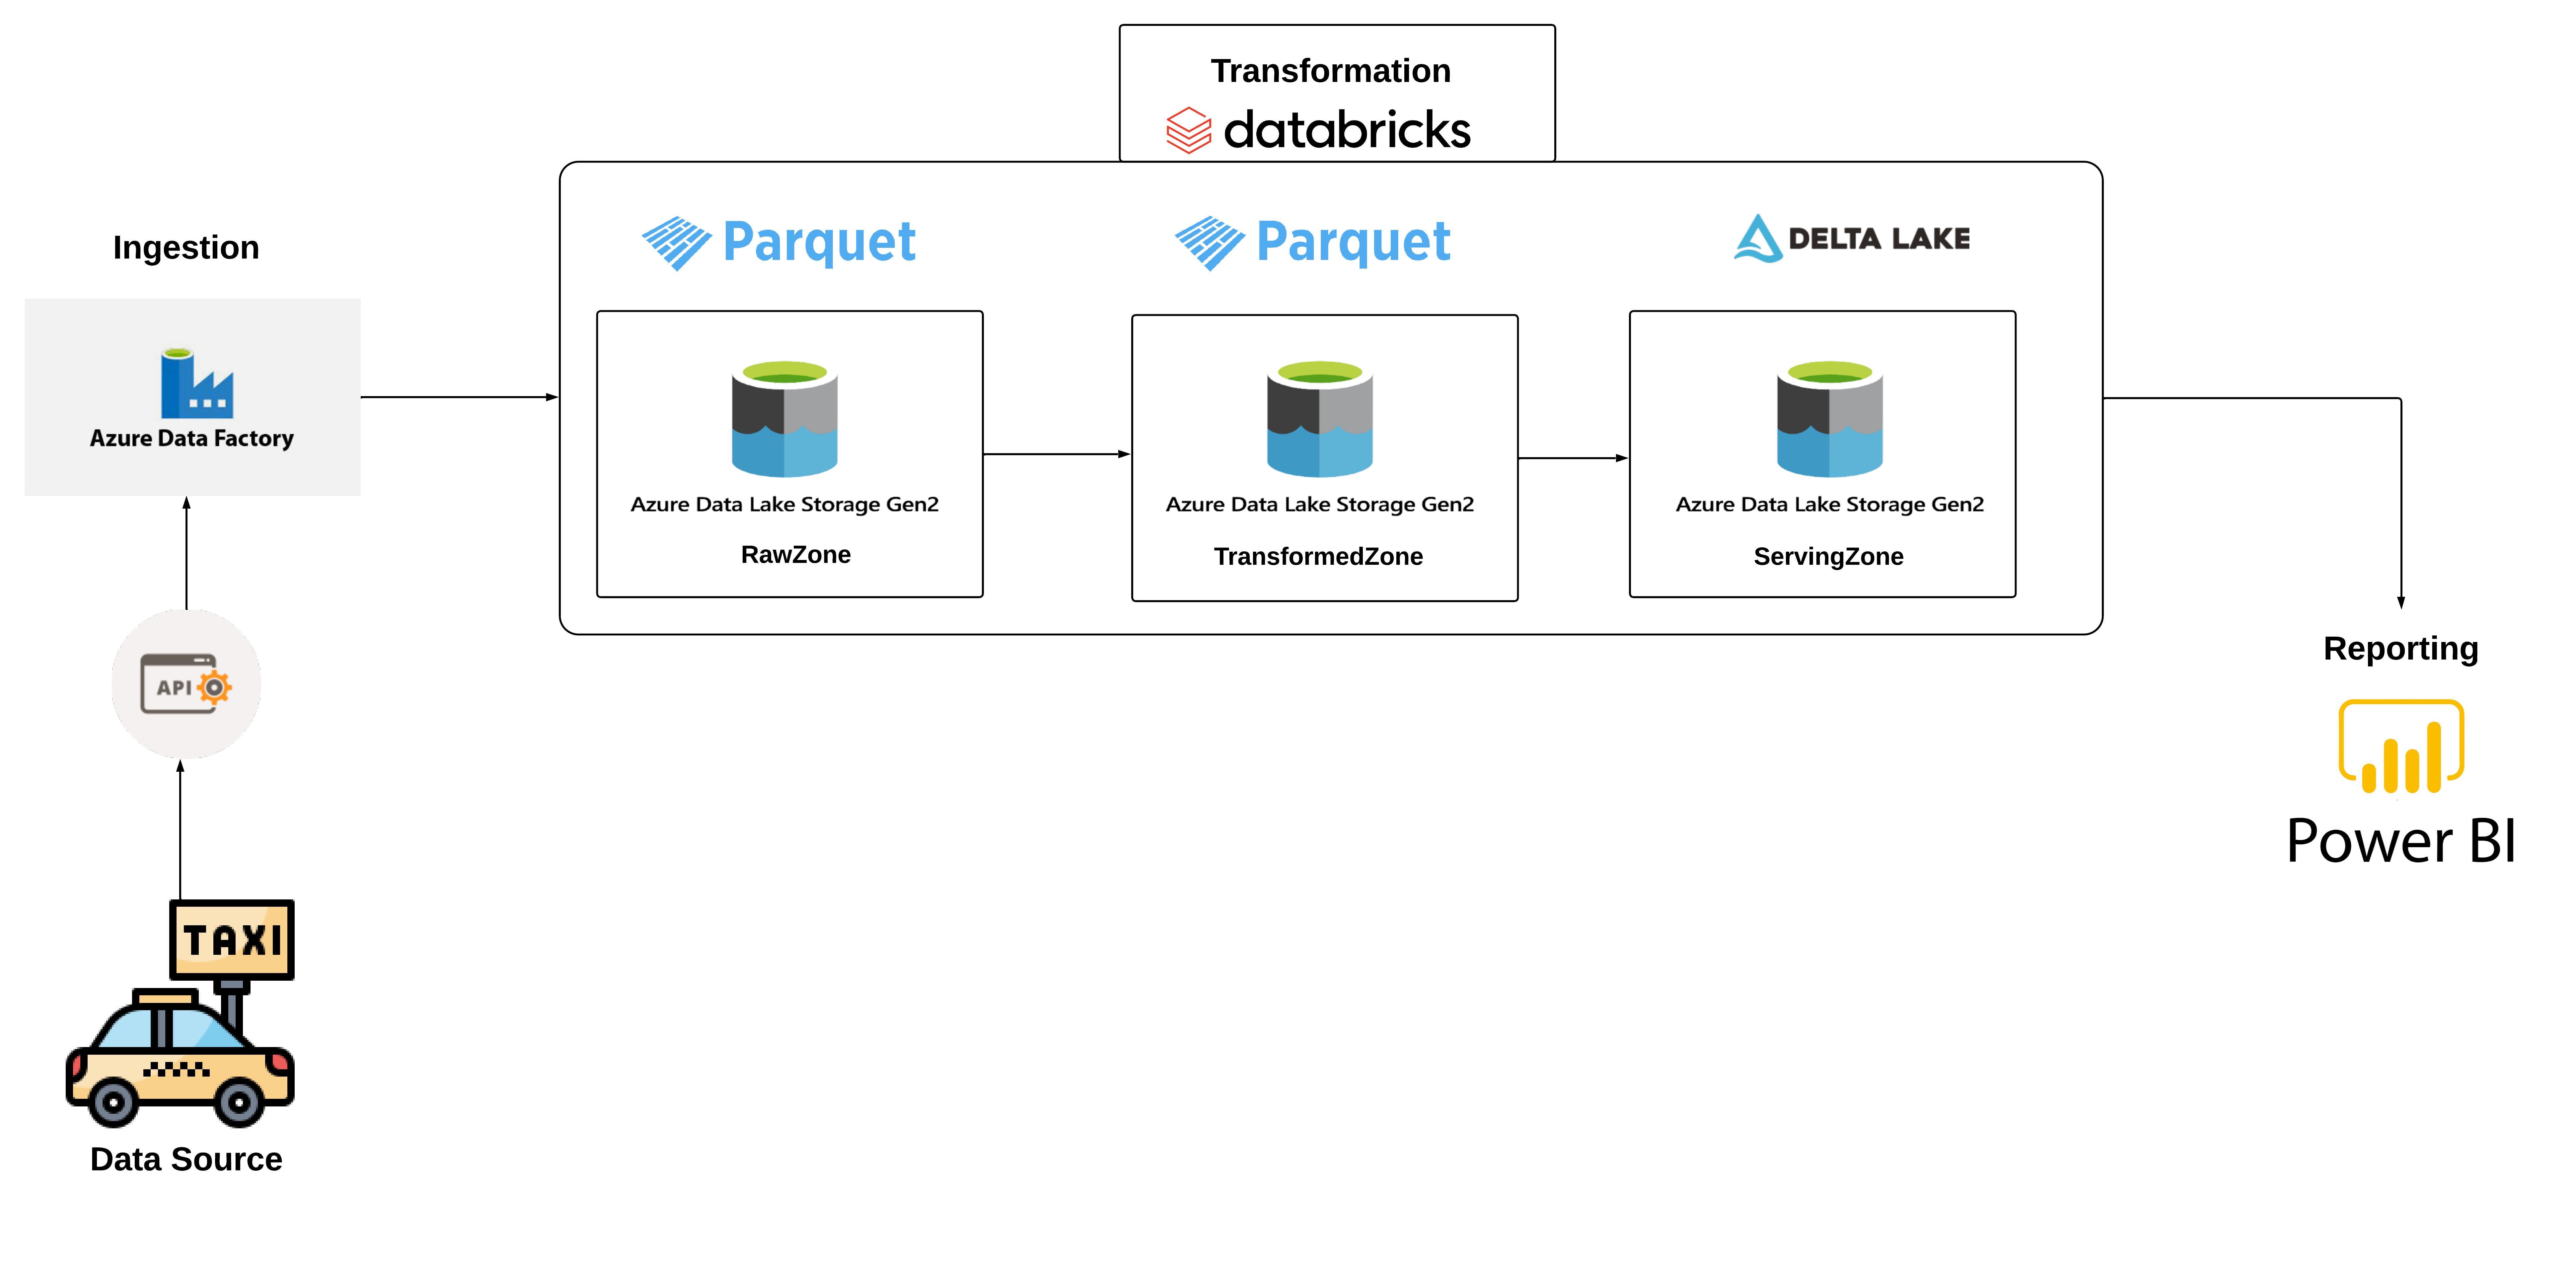 Transformation
databricks
Ingestion
Azure Data Factory
Parquet
Parquet
DELTA LAKE
Azure Data Lake Storage Gen2
RawZone
Azure Data Lake Storage Gen2
TransformedZone
Azure Data Lake Storage Gen2
ServingZone
API
TAXI
Data Source
Reporting
Power BI